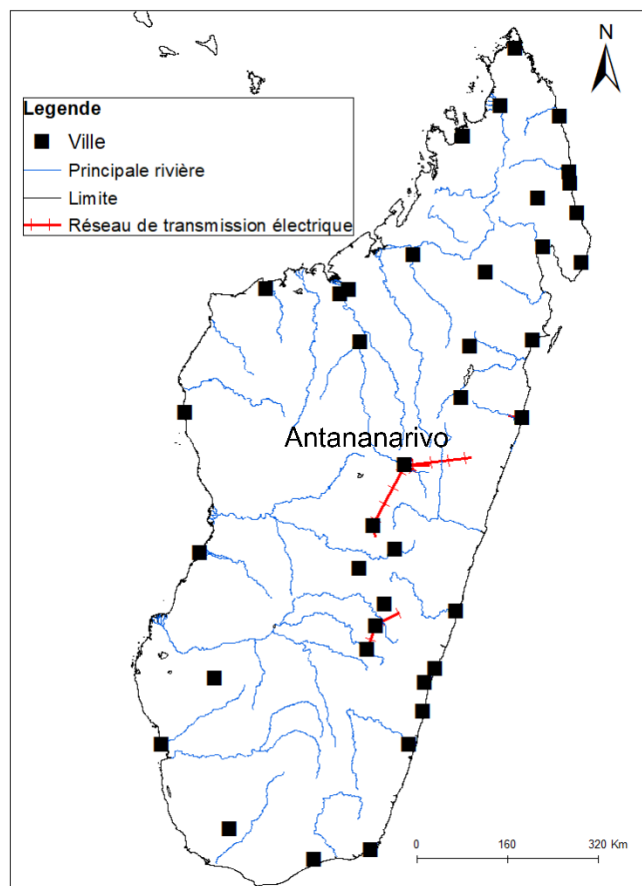 N
Legende
Ville
Principale rivière
Limite
Réseau de transmission électrique
Antananarivo
0 160 320 Km